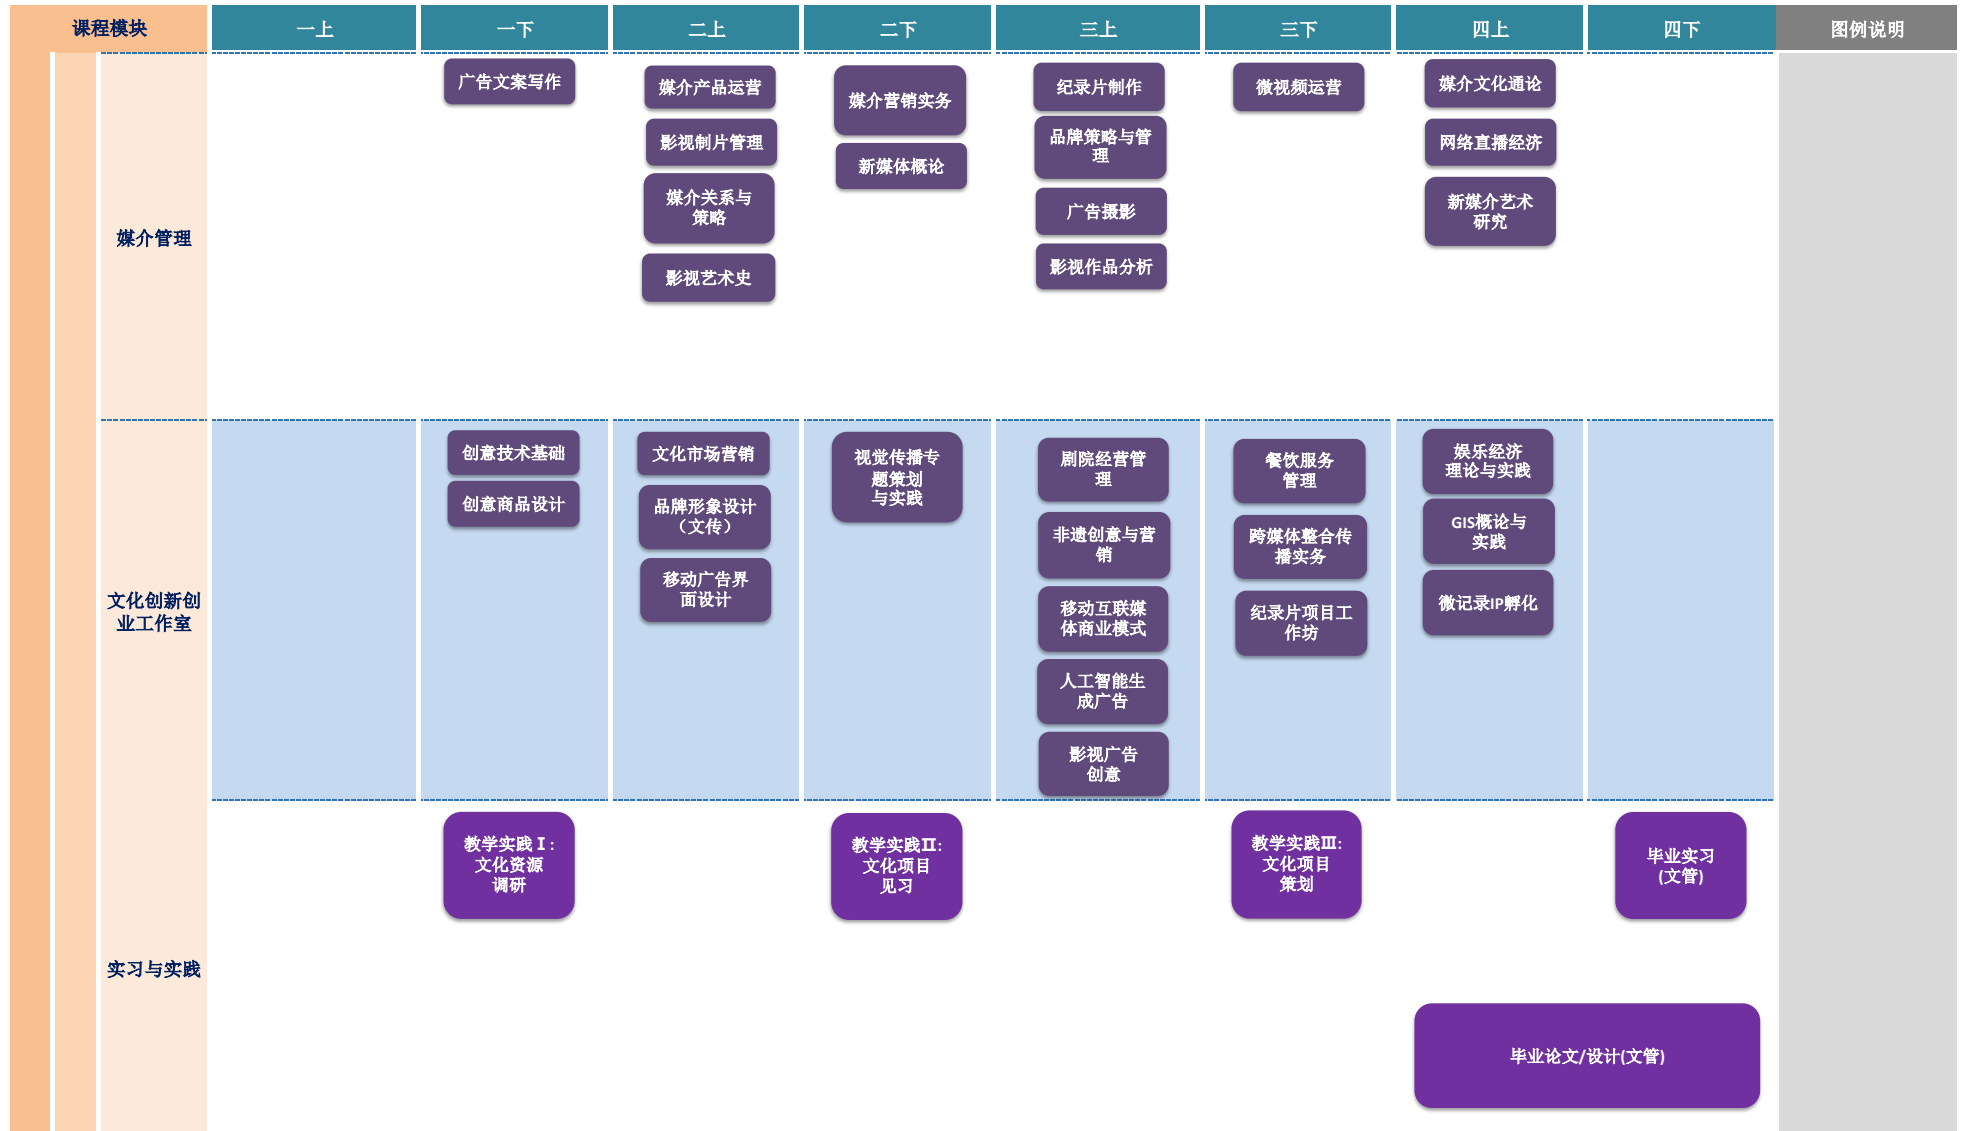 课程模块
一上
一下
二上
二下
三上
三下
四上
四下
图例说明
媒介管理
广告文案写作
媒介产品运营
影视制片管理
媒介关系与
策略
影视艺术史
媒介营销实务
新媒体概论
纪录片制作
品牌策略与管
理
广告摄影
影视作品分析
微视频运营
媒介文化通论
网络直播经济
新媒介艺术
研究
文化创新创
业工作室
创意技术基础
创意商品设计
文化市场营销
品牌形象设计
（文传）
移动广告界
面设计
视觉传播专
题策划
与实践
剧院经营管
理
非遗创意与营
销
移动互联媒
体商业模式
人工智能生
成广告
影视广告
创意
餐饮服务
管理
跨媒体整合传
播实务
纪录片项目工
作坊
娱乐经济
理论与实践
GIS概论与
实践
微记录IP孵化
实习与实践
教学实践Ⅰ:
文化资源
调研
教学实践Ⅱ:
文化项目
见习
教学实践Ⅲ:
文化项目
策划
毕业实习
(文管)
毕业论文/设计(文管)